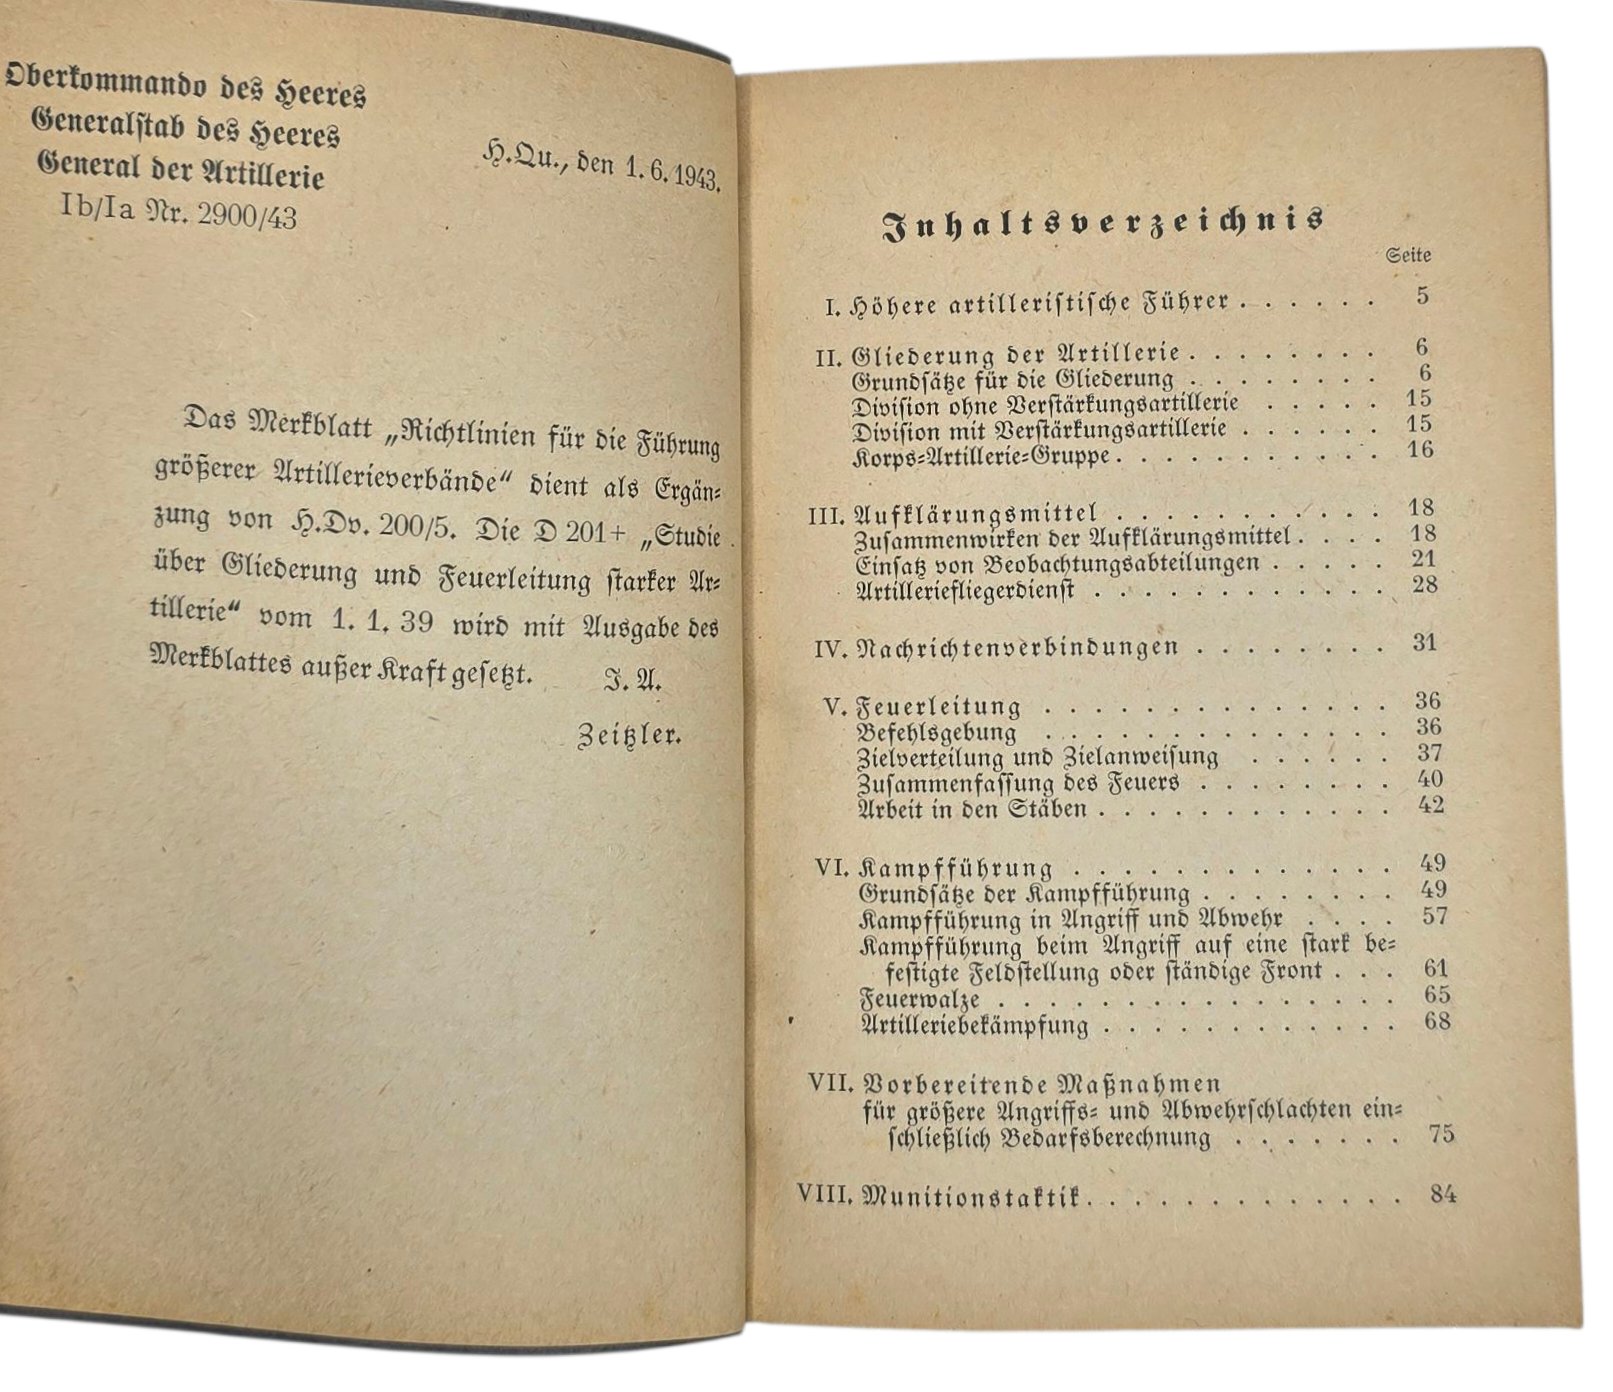 Oberkommando des Heeres
Generalstab des Heeres
General der Artillerie
Ib/Ia Nr. 2900/43
H.Qu., den 1. 6. 1943.
Das Merkblatt „Richtlinien für die Führung
größerer Artillerieverbände“ dient als Ergän-
zung von H.Dv. 200/5. Die D 201+ „Studie
über Gliederung und Feuerleitung starker Ar-
tillerie“ vom 1. 1. 39 wird mit Ausgabe des
Merkblattes außer Kraft gesetzt.
J. A.
Zeitzler.
Inhaltsverzeichnis
Seite
I. Höhere artilleristische Führer . . . . . . 5
II. Gliederung der Artillerie . . . . . . . . 6
Grundsätze für die Gliederung . . . . . . . . 6
Division ohne Verstärkungsartillerie . . . . . 15
Division mit Verstärkungsartillerie . . . . . . 15
Korps-Artillerie-Gruppe . . . . . . . . . . . 16
III. Aufklärungsmittel . . . . . . . . . . . 18
Zusammenwirken der Aufklärungsmittel . . . . 18
Einsatz von Beobachtungsabteilungen . . . . . 21
Artilleriefliegerdienst . . . . . . . . . . . . 28
IV. Nachrichtenverbindungen . . . . . . . . 31
V. Feuerleitung . . . . . . . . . . . . . . 36
Befehlsgebung . . . . . . . . . . . . . . 36
Zielverteilung und Zielanweisung . . . . . . 37
Zusammenfassung des Feuers . . . . . . . . 40
Arbeit in den Stäben . . . . . . . . . . . . 42
VI. Kampfführung . . . . . . . . . . . . . 49
Grundsätze der Kampfführung . . . . . . . . 49
Kampfführung in Angriff und Abwehr . . . . 57
Kampfführung beim Angriff auf eine stark be-
festigte Feldstellung oder ständige Front . . . 61
Feuerwalze . . . . . . . . . . . . . . . . 65
Artilleriebekämpfung . . . . . . . . . . . . 68
VII. Vorbereitende Maßnahmen
für größere Angriffs- und Abwehrschlachten ein-
schließlich Bedarfsberechnung . . . . . . . 75
VIII. Munitionstaktik . . . . . . . . . . . . . 84